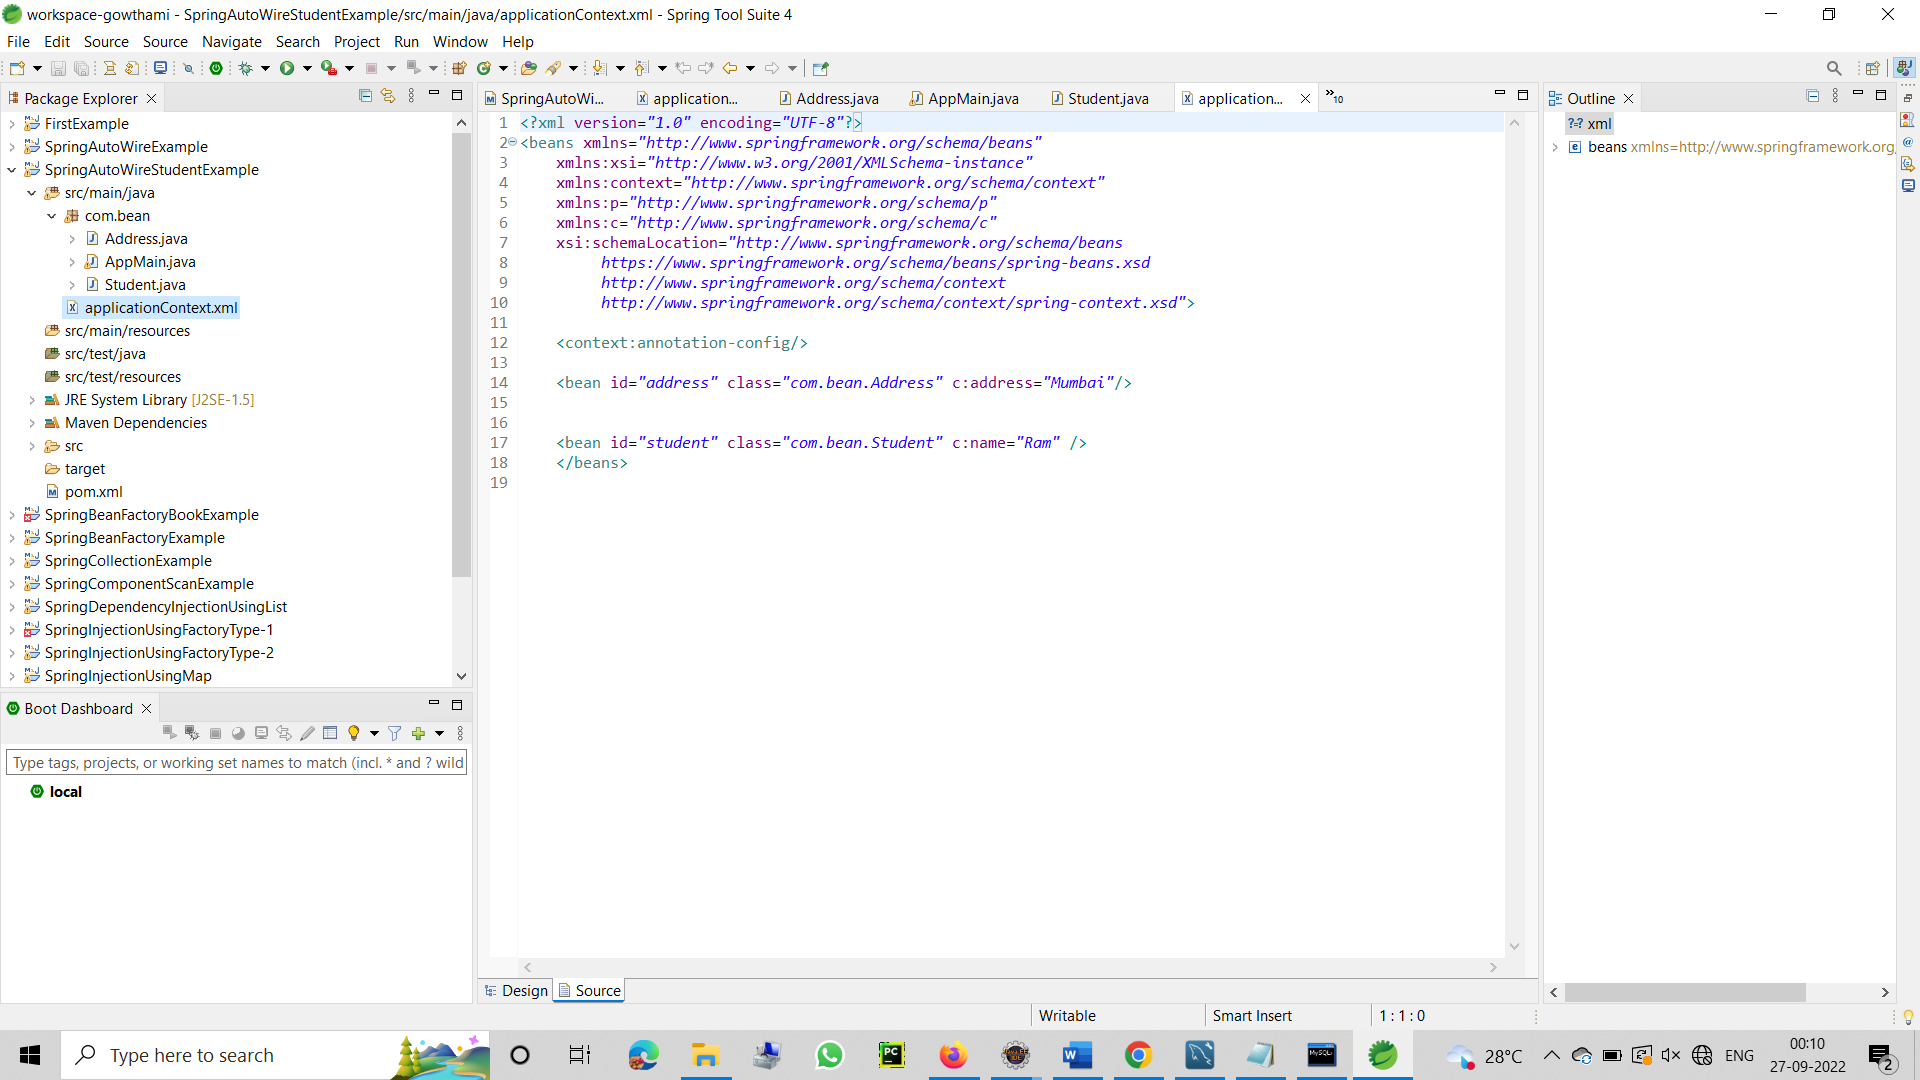 workspace-gowthami - SpringAutoWireStudentExample/src/main/java/applicationContext.xml - Spring Tool Suite 4
File Edit Source Source Navigate Search Project Run Window Help
Package Explorer
FirstExample
SpringAutoWireExample
SpringAutoWireStudentExample
src/main/java
com.bean
Address.java
AppMain.java
Student.java
applicationContext.xml
src/main/resources
src/test/java
src/test/resources
JRE System Library [J2SE-1.5]
Maven Dependencies
src
target
pom.xml
SpringBeanFactoryBookExample
SpringBeanFactoryExample
SpringCollectionExample
SpringComponentScanExample
SpringDependencyInjectionUsingList
SpringInjectionUsingFactoryType-1
SpringInjectionUsingFactoryType-2
SpringInjectionUsingMap
Boot Dashboard
Type tags, projects, or working set names to match (incl. * and ? wild
local
SpringAutoWi... application... Address.java AppMain.java Student.java application... »10
1 <?xml version="1.0" encoding="UTF-8"?>
2 <beans xmlns="http://www.springframework.org/schema/beans"
3 xmlns:xsi="http://www.w3.org/2001/XMLSchema-instance"
4 xmlns:context="http://www.springframework.org/schema/context"
5 xmlns:p="http://www.springframework.org/schema/p"
6 xmlns:c="http://www.springframework.org/schema/c"
7 xsi:schemaLocation="http://www.springframework.org/schema/beans
8 https://www.springframework.org/schema/beans/spring-beans.xsd
9 http://www.springframework.org/schema/context
10 http://www.springframework.org/schema/context/spring-context.xsd">
11
12 <context:annotation-config/>
13
14 <bean id="address" class="com.bean.Address" c:address="Mumbai"/>
15
16
17 <bean id="student" class="com.bean.Student" c:name="Ram" />
18 </beans>
19
Design Source
Outline
?=? xml
e beans xmlns=http://www.springframework.org
Writable Smart Insert 1 : 1 : 0
Type here to search
PC
W
MySQL
28°C
ENG
00:10
27-09-2022
2